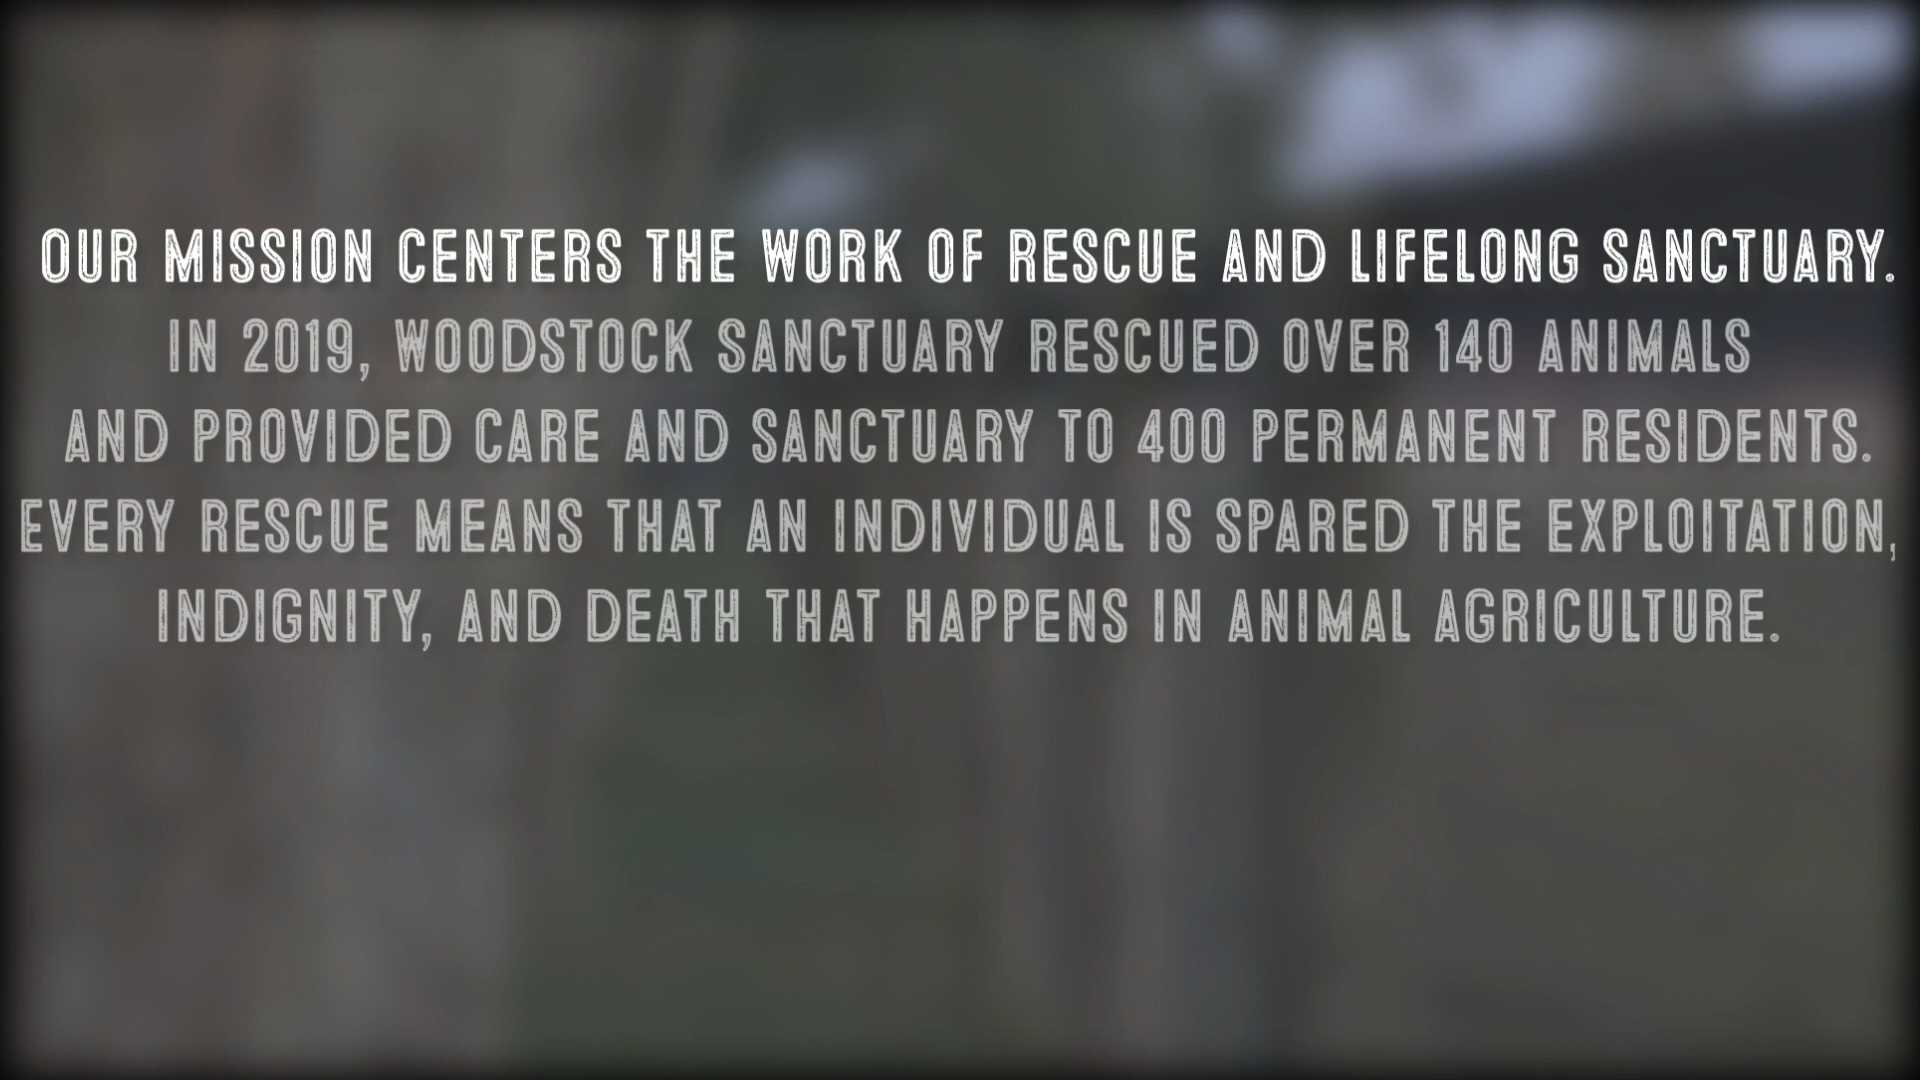 OUR MISSION CENTERS THE WORK OF RESCUE AND LIFELONG SANCTUARY.
IN 2019, WOODSTOCK SANCTUARY RESCUED OVER 140 ANIMALS
AND PROVIDED CARE AND SANCTUARY TO 400 PERMANENT RESIDENTS.
EVERY RESCUE MEANS THAT AN INDIVIDUAL IS SPARED THE EXPLOITATION,
INDIGNITY, AND DEATH THAT HAPPENS IN ANIMAL AGRICULTURE.